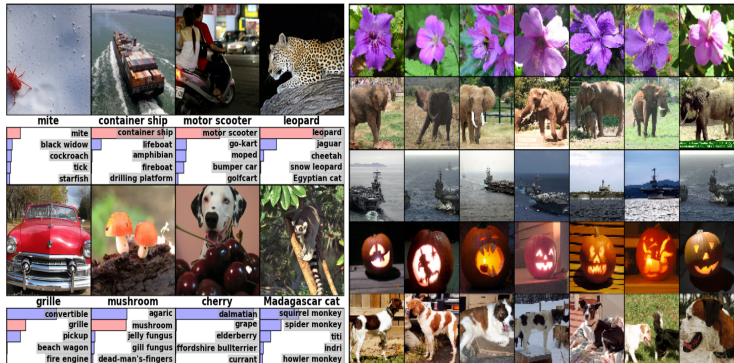 mite container ship motor scooter leopard
mite container ship motor scooter leopard
black widow lifeboat go-kart jaguar
cockroach amphibian moped cheetah
tick fireboat bumper car snow leopard
starfish drilling platform golfcart Egyptian cat
grille mushroom cherry Madagascar cat
convertible agaric dalmatian squirrel monkey
grille mushroom grape spider monkey
pickup jelly fungus elderberry titi
beach wagon gill fungus ffordshire bullterrier indri
fire engine dead-man's-fingers currant howler monkey